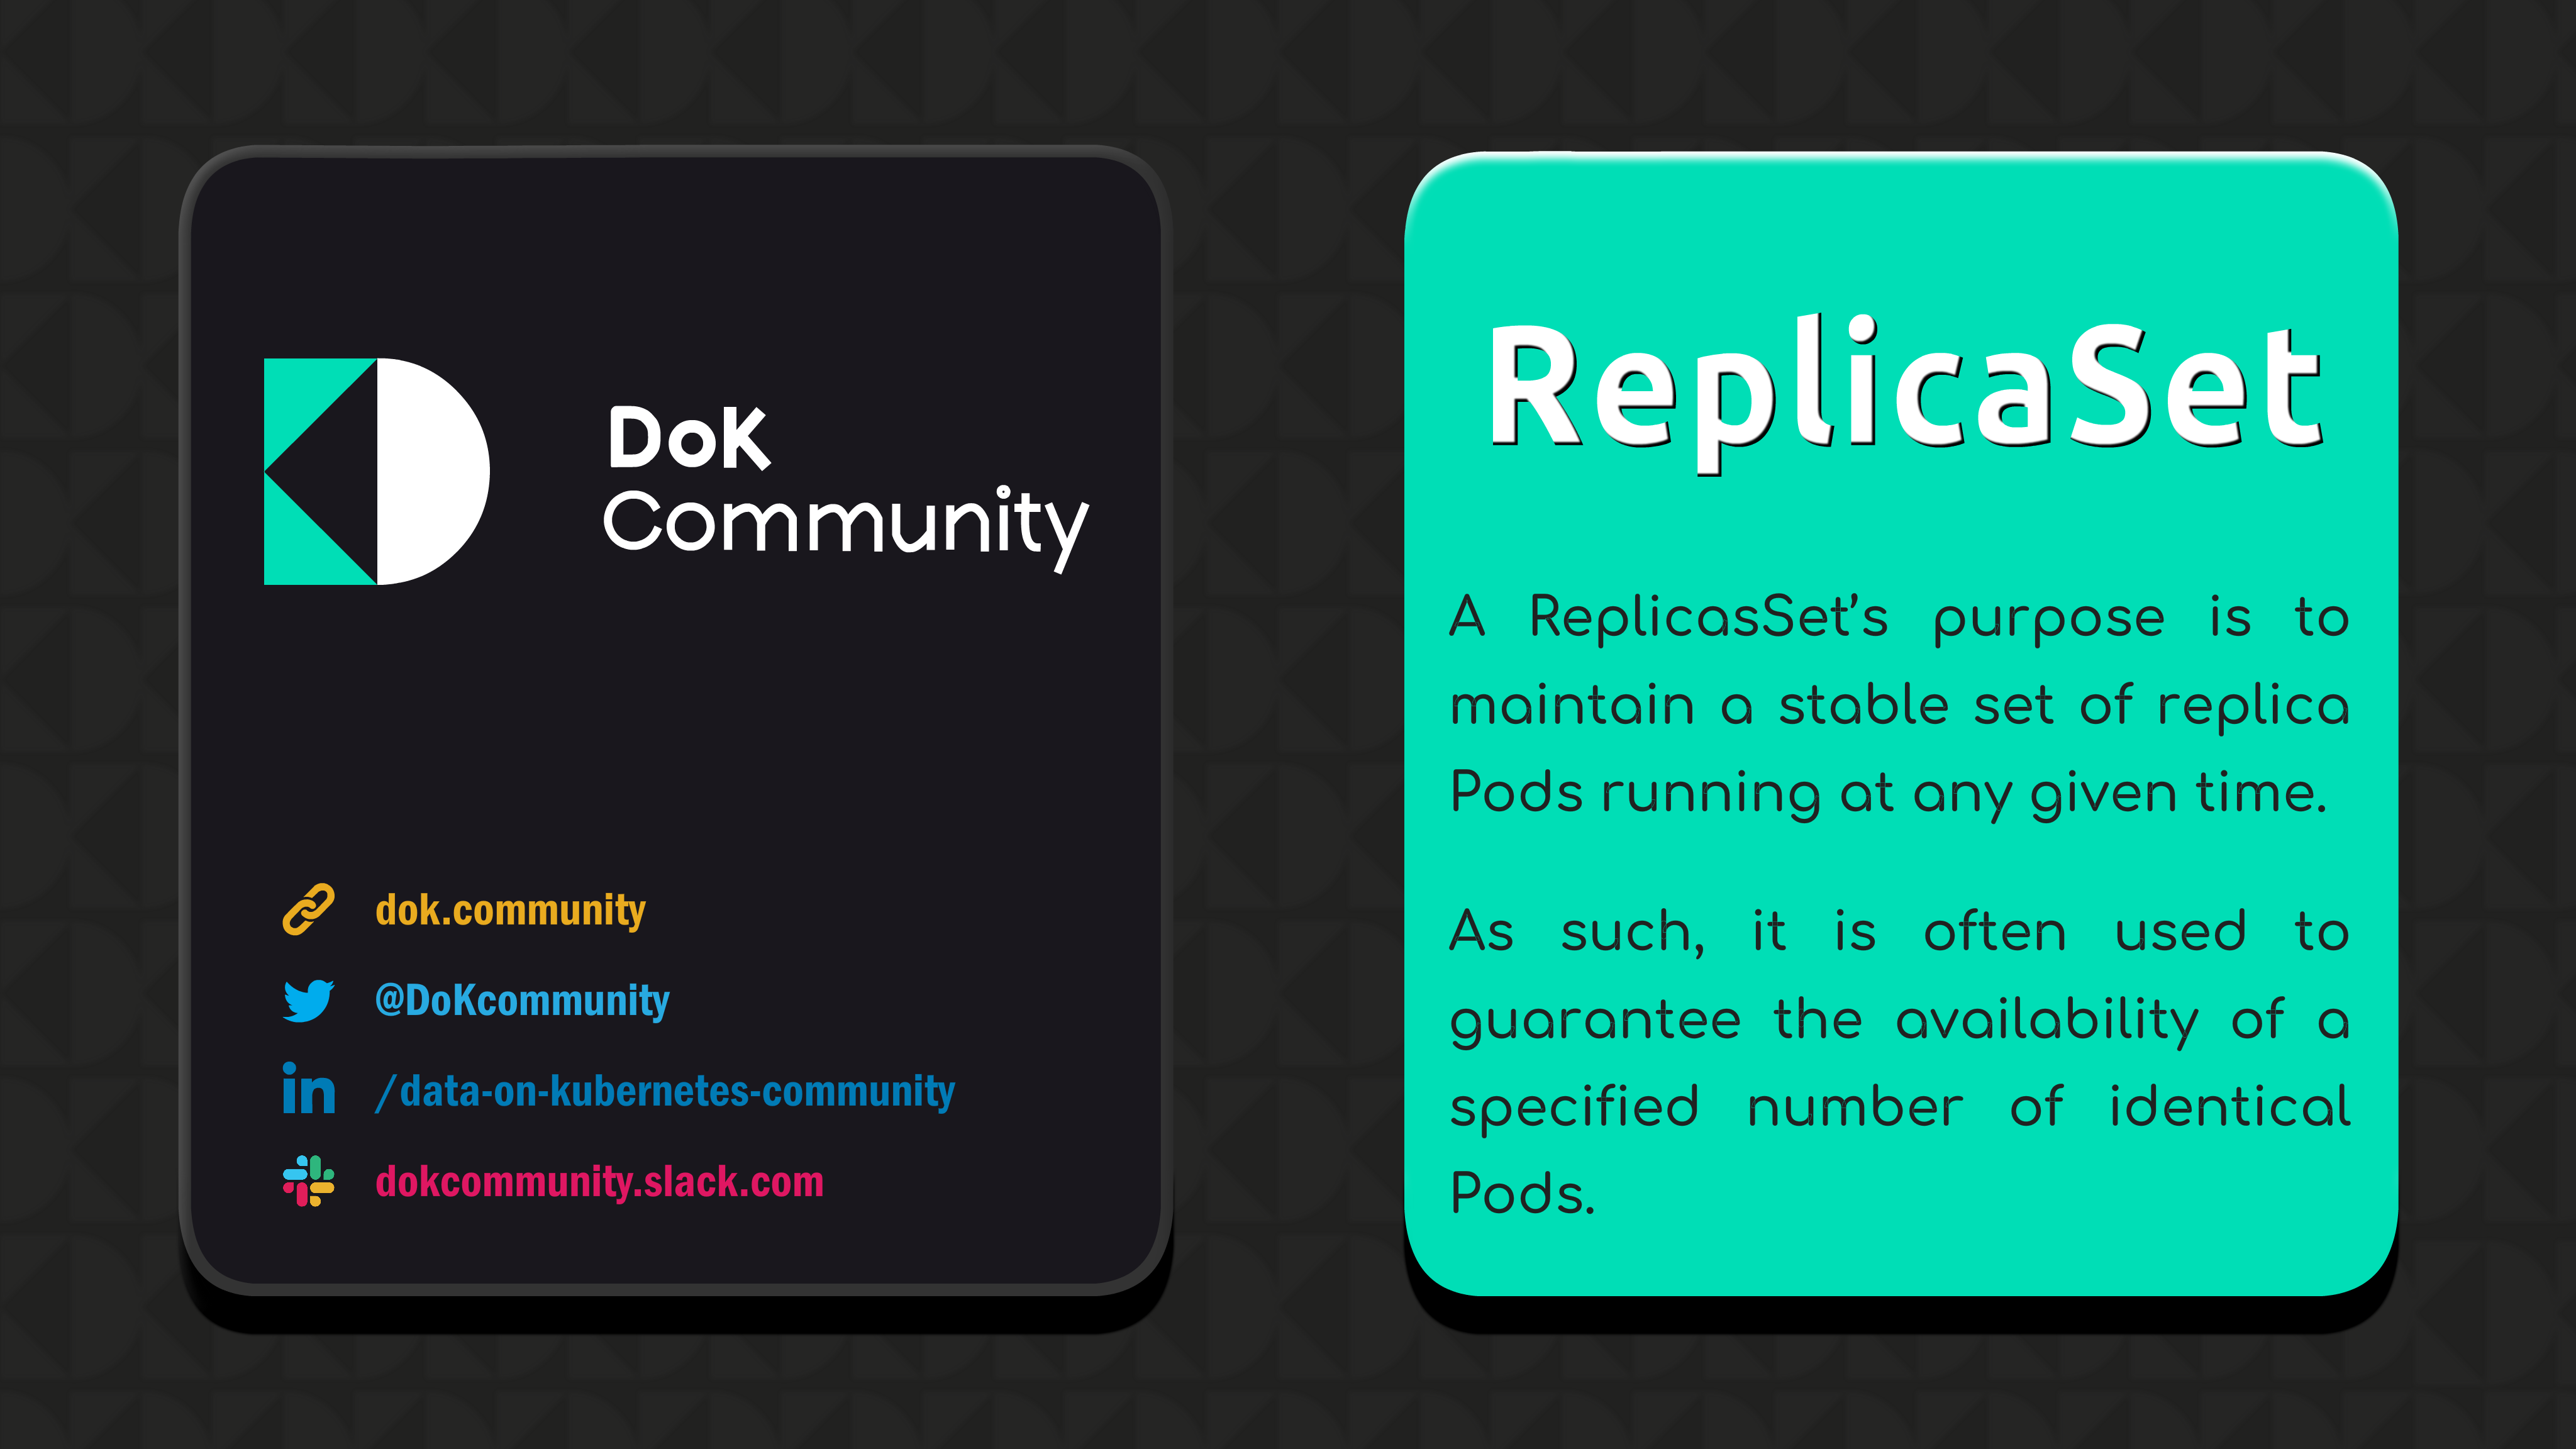 DoK
Community
dok.community
@DoKcommunity
/data-on-kubernetes-community
dokcommunity.slack.com
ReplicaSet
A ReplicasSet’s purpose is to
maintain a stable set of replica
Pods running at any given time.
As such, it is often used to
guarantee the availability of a
specified number of identical
Pods.